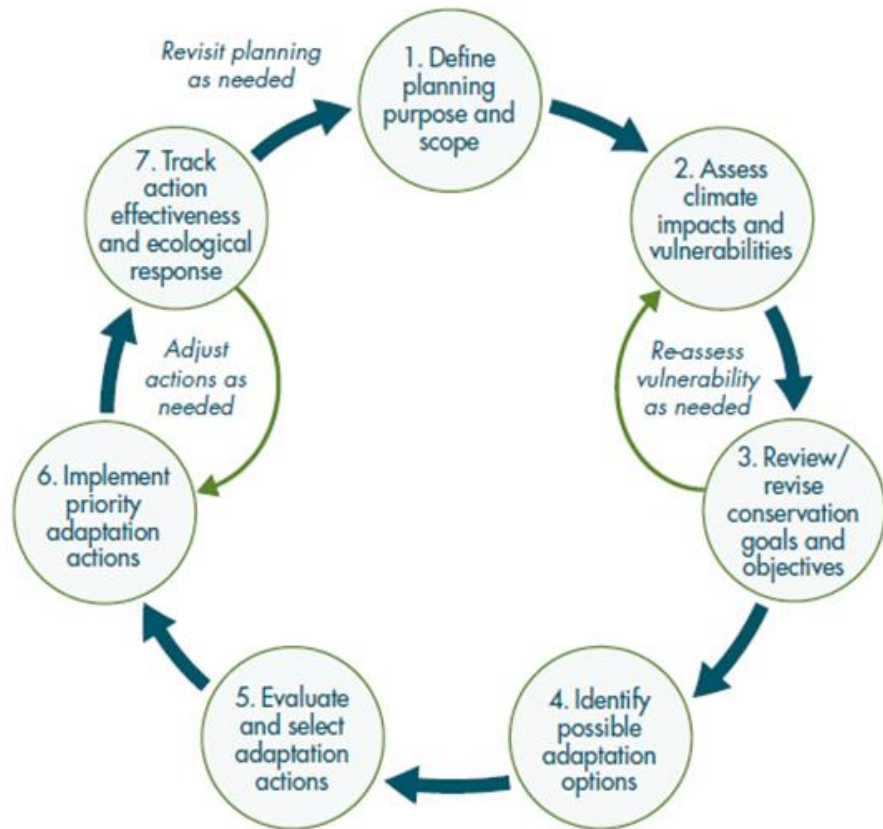 Revisit planning
as needed
1. Define
planning
purpose and
scope
2. Assess
climate
impacts and
vulnerabilities
Re-assess
vulnerability
as needed
3. Review/
revise
conservation
goals and
objectives
4. Identify
possible
adaptation
options
5. Evaluate
and select
adaptation
actions
6. Implement
priority
adaptation
actions
7. Track
action
effectiveness
and ecological
response
Adjust
actions as
needed